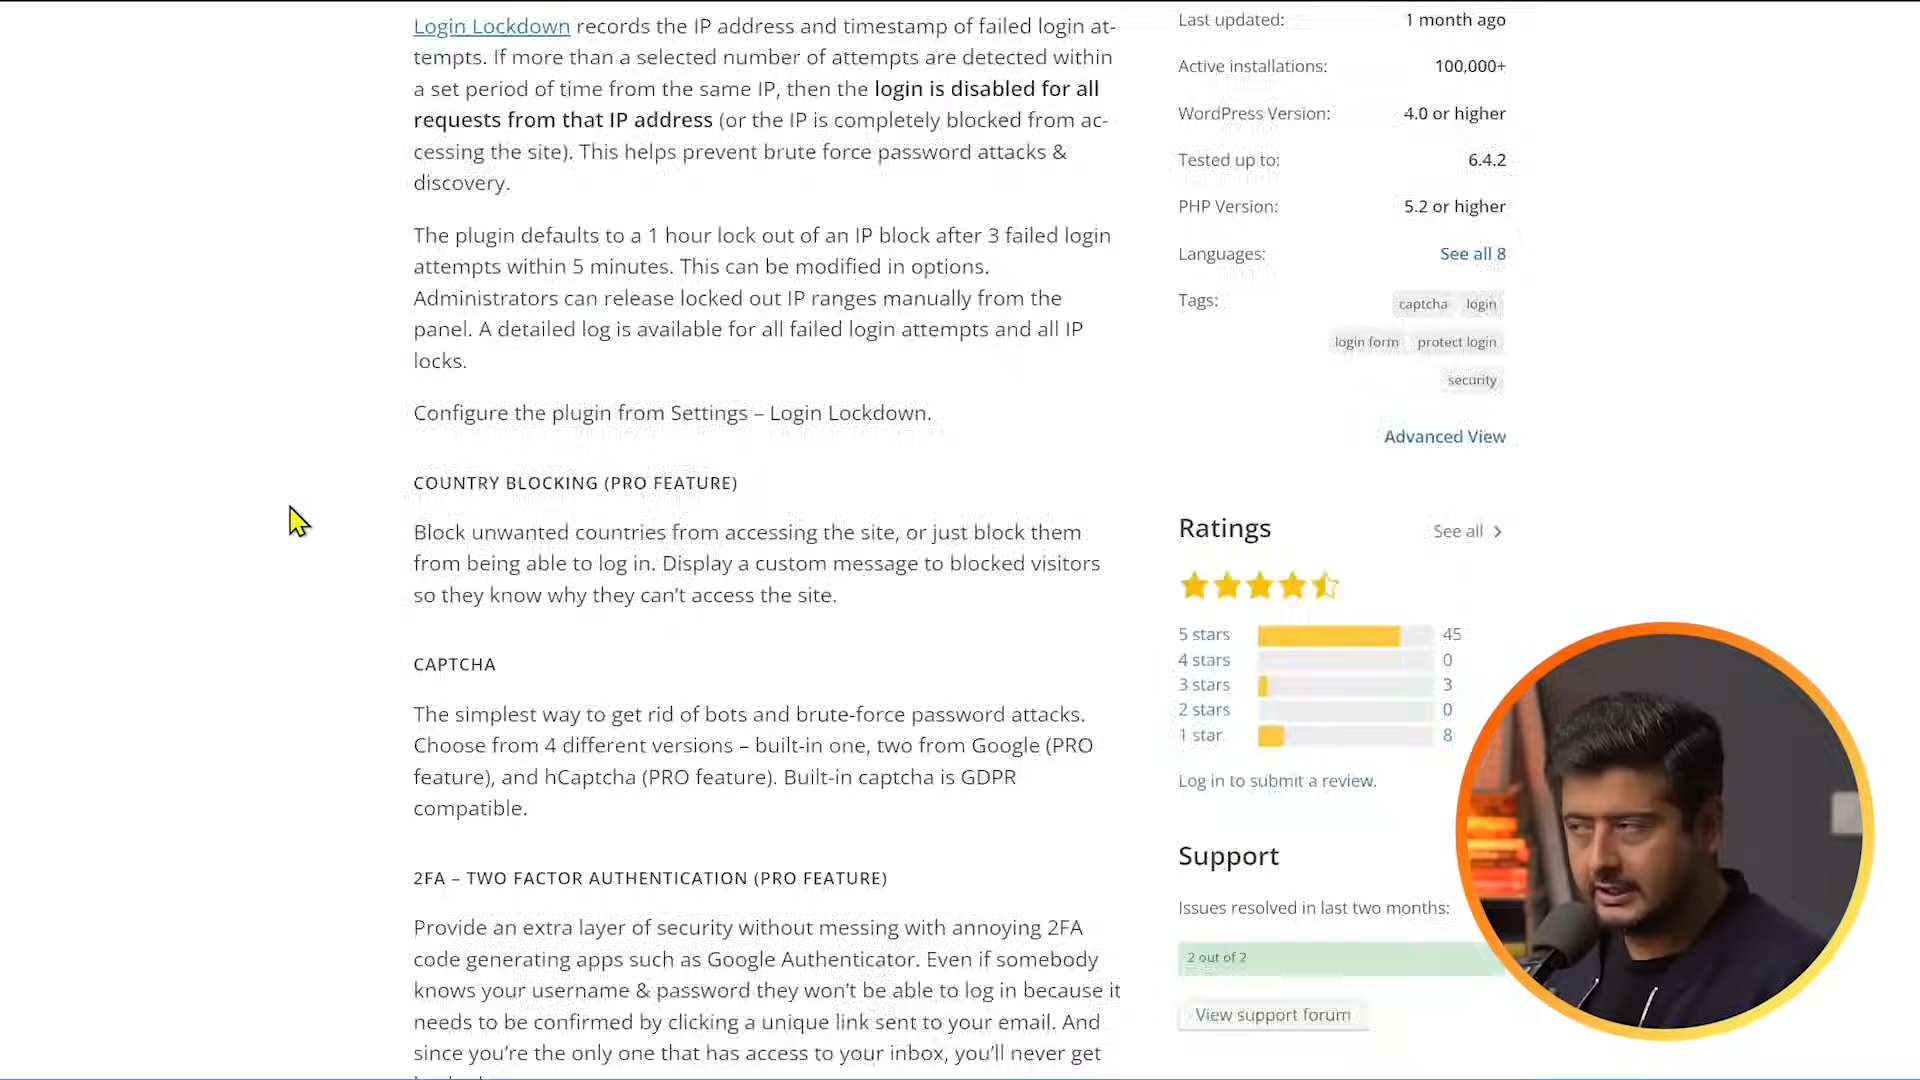 Login Lockdown records the IP address and timestamp of failed login at-
tempts. If more than a selected number of attempts are detected within
a set period of time from the same IP, then the login is disabled for all
requests from that IP address (or the IP is completely blocked from ac-
cessing the site). This helps prevent brute force password attacks &
discovery.
The plugin defaults to a 1 hour lock out of an IP block after 3 failed login
attempts within 5 minutes. This can be modified in options.
Administrators can release locked out IP ranges manually from the
panel. A detailed log is available for all failed login attempts and all IP
locks.
Configure the plugin from Settings – Login Lockdown.
COUNTRY BLOCKING (PRO FEATURE)
Block unwanted countries from accessing the site, or just block them
from being able to log in. Display a custom message to blocked visitors
so they know why they can’t access the site.
CAPTCHA
The simplest way to get rid of bots and brute-force password attacks.
Choose from 4 different versions – built-in one, two from Google (PRO
feature), and hCaptcha (PRO feature). Built-in captcha is GDPR
compatible.
2FA – TWO FACTOR AUTHENTICATION (PRO FEATURE)
Provide an extra layer of security without messing with annoying 2FA
code generating apps such as Google Authenticator. Even if somebody
knows your username & password they won’t be able to log in because it
needs to be confirmed by clicking a unique link sent to your email. And
since you’re the only one that has access to your inbox, you’ll never get
Last updated: 1 month ago
Active installations: 100,000+
WordPress Version: 4.0 or higher
Tested up to: 6.4.2
PHP Version: 5.2 or higher
Languages: See all 8
Tags: captcha login
login form protect login
security
Advanced View
Ratings See all
5 stars 45
4 stars 0
3 stars 3
2 stars 0
1 star 8
Log in to submit a review.
Support
Issues resolved in last two months:
2 out of 2
View support forum